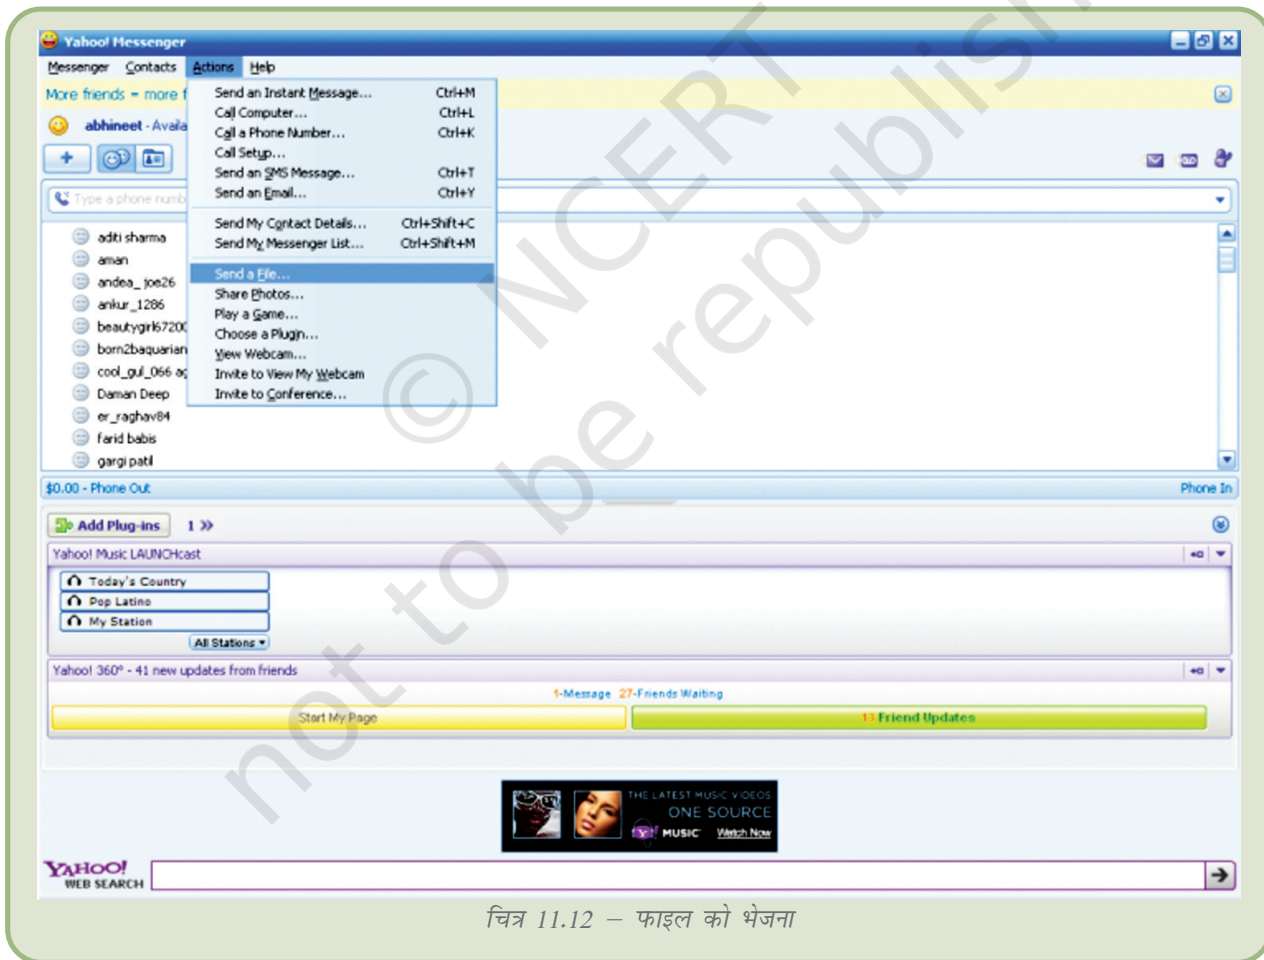 Yahoo! Messenger
Messenger Contacts Actions Help
More friends = more f
abhineet - Availa
Type a phone numb
Send an Instant Message... Ctrl+M
Call Computer... Ctrl+L
Call a Phone Number... Ctrl+K
Call Setup...
Send an SMS Message... Ctrl+T
Send an Email... Ctrl+Y
Send My Contact Details... Ctrl+Shift+C
Send My Messenger List... Ctrl+Shift+M
Send a File...
Share Photos...
Play a Game...
Choose a Plugin...
View Webcam...
Invite to View My Webcam
Invite to Conference...
aditi sharma
aman
andea_ joe26
ankur_1286
beautygirl67200
born2baquarian
cool_gul_066 ag
Daman Deep
er_raghav84
farid babis
gargi patil
$0.00 - Phone Out Phone In
Add Plug-ins 1 »
Yahoo! Music LAUNCHcast
Today's Country
Pop Latino
My Station
All Stations
Yahoo! 360° - 41 new updates from friends
1-Message 27-Friends Waiting
Start My Page 13 Friend Updates
THE LATEST MUSIC VIDEOS
ONE SOURCE
Y! MUSIC Watch Now
YAHOO!
WEB SEARCH
चित्र 11.12 – फाइल को भेजना
© NCERT
not to be republish